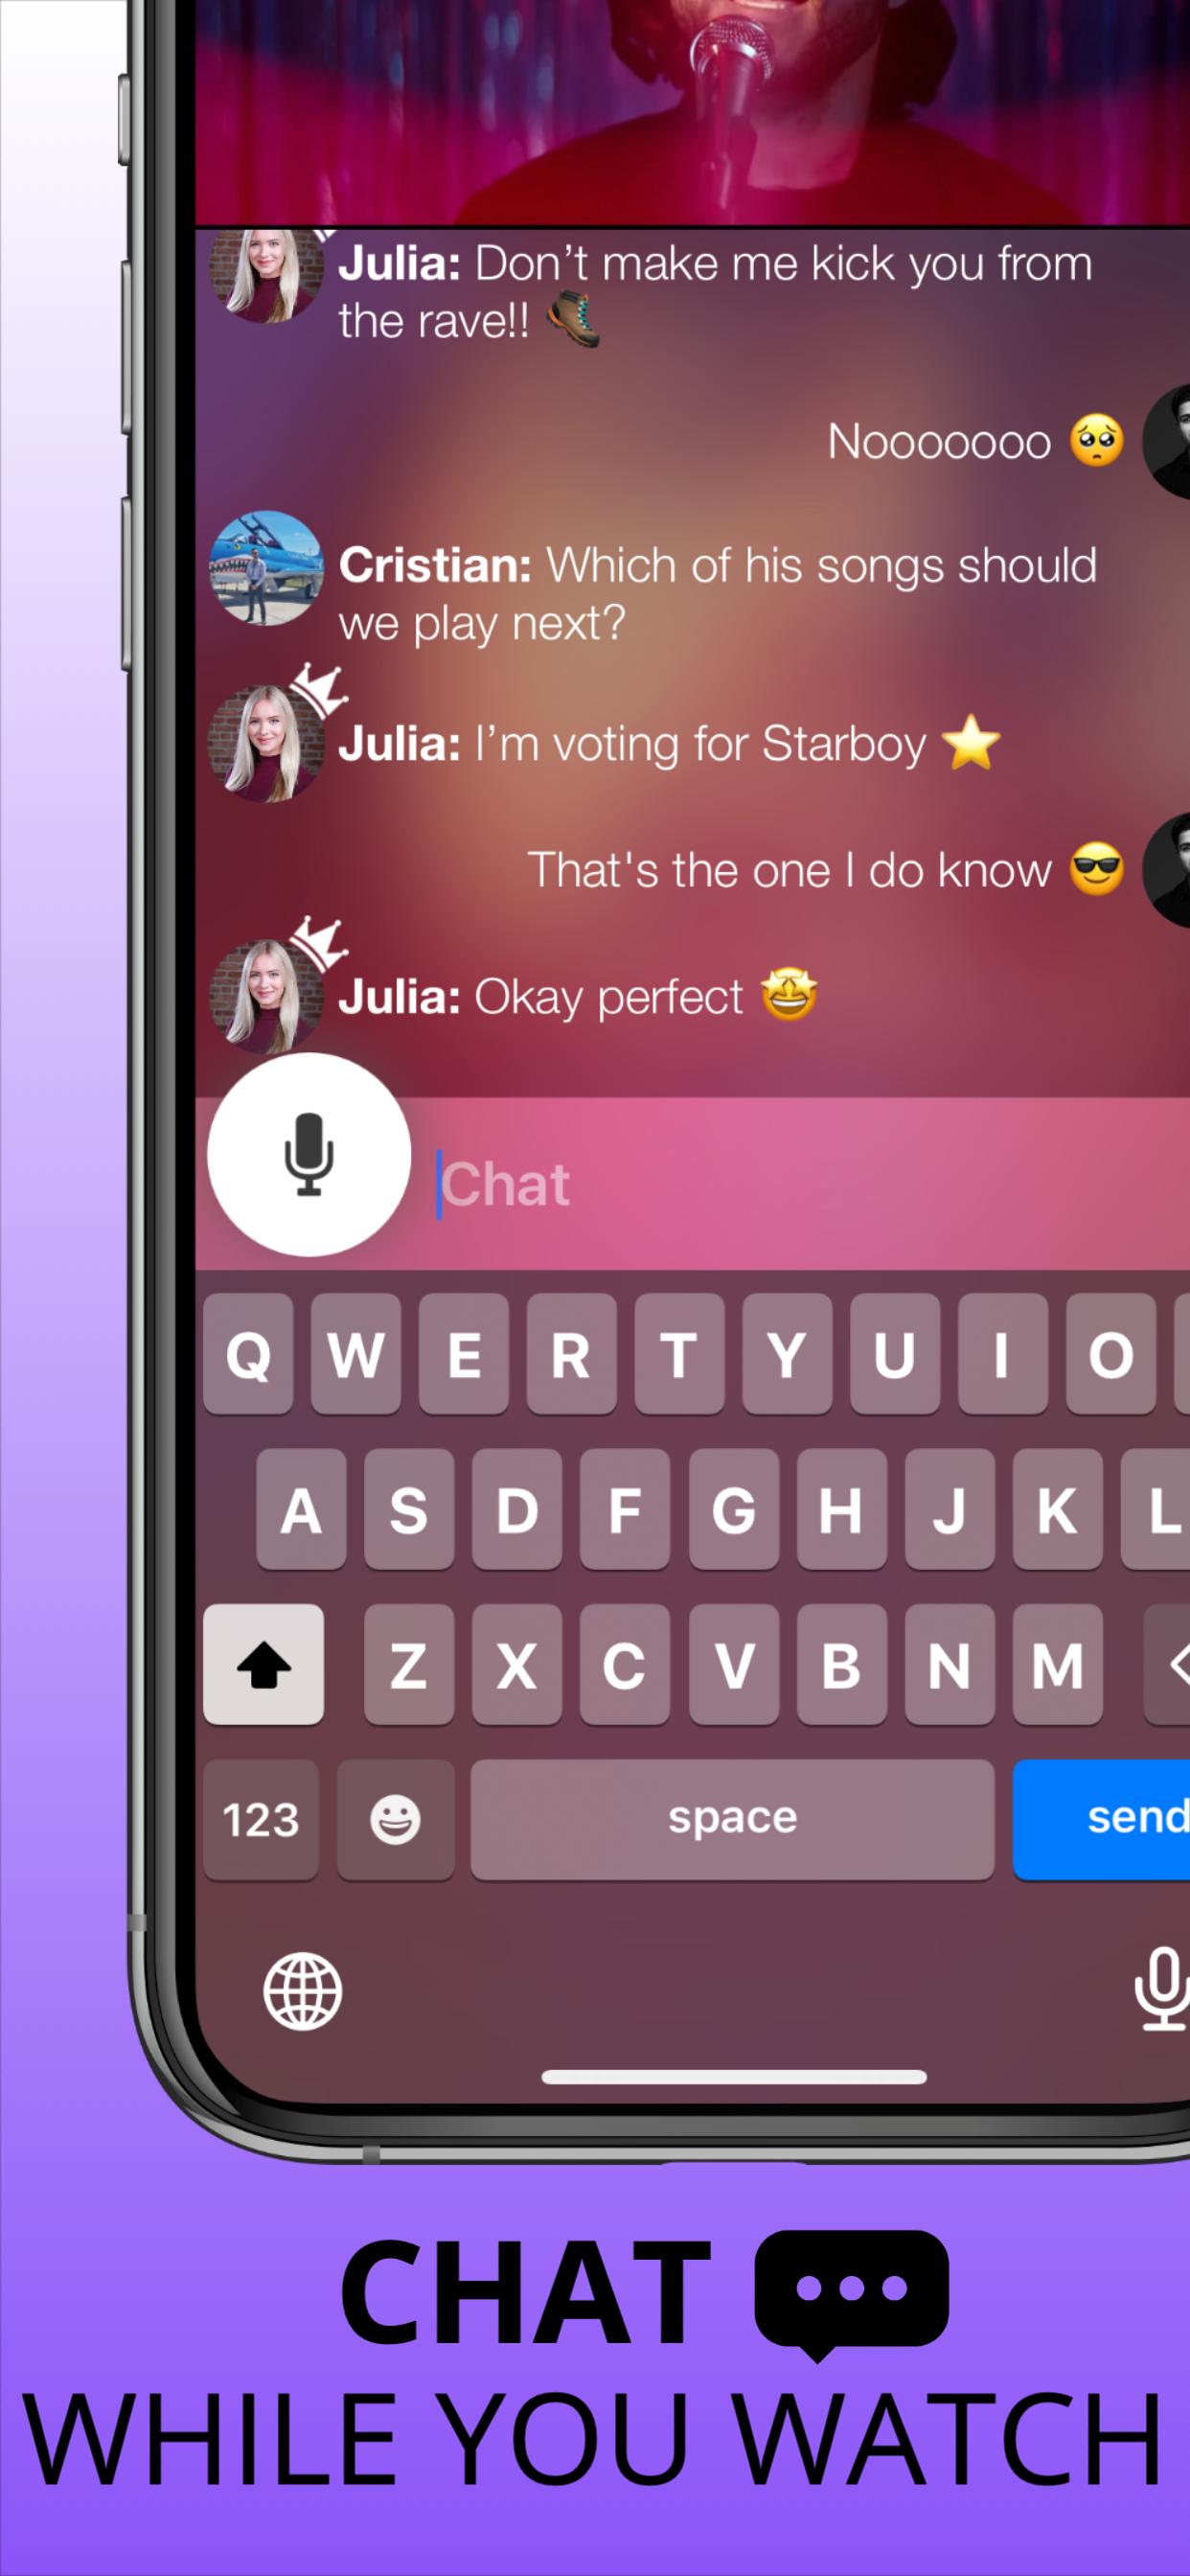 Julia: Don’t make me kick you from
the rave!! 🥾
Nooooooo 🥺
Cristian: Which of his songs should
we play next?
Julia: I’m voting for Starboy ⭐
That's the one I do know 😎
Julia: Okay perfect 🤩
Chat
Q W E R T Y U I O
A S D F G H J K L
Z X C V B N M
123 space send
CHAT
WHILE YOU WATCH